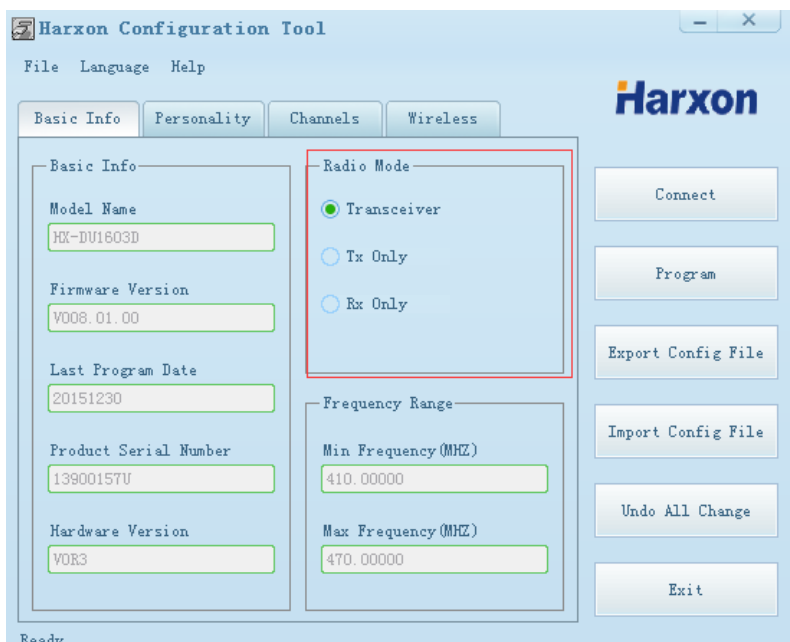 Harxon Configuration Tool
File Language Help
Harxon
Basic Info Personality Channels Wireless
Basic Info
Model Name
HX-DU1603D
Firmware Version
V008.01.00
Last Program Date
20151230
Product Serial Number
13900157U
Hardware Version
VOR3
Radio Mode
Transceiver
Tx Only
Rx Only
Frequency Range
Min Frequency(MHZ)
410.00000
Max Frequency(MHZ)
470.00000
Connect
Program
Export Config File
Import Config File
Undo All Change
Exit
Ready